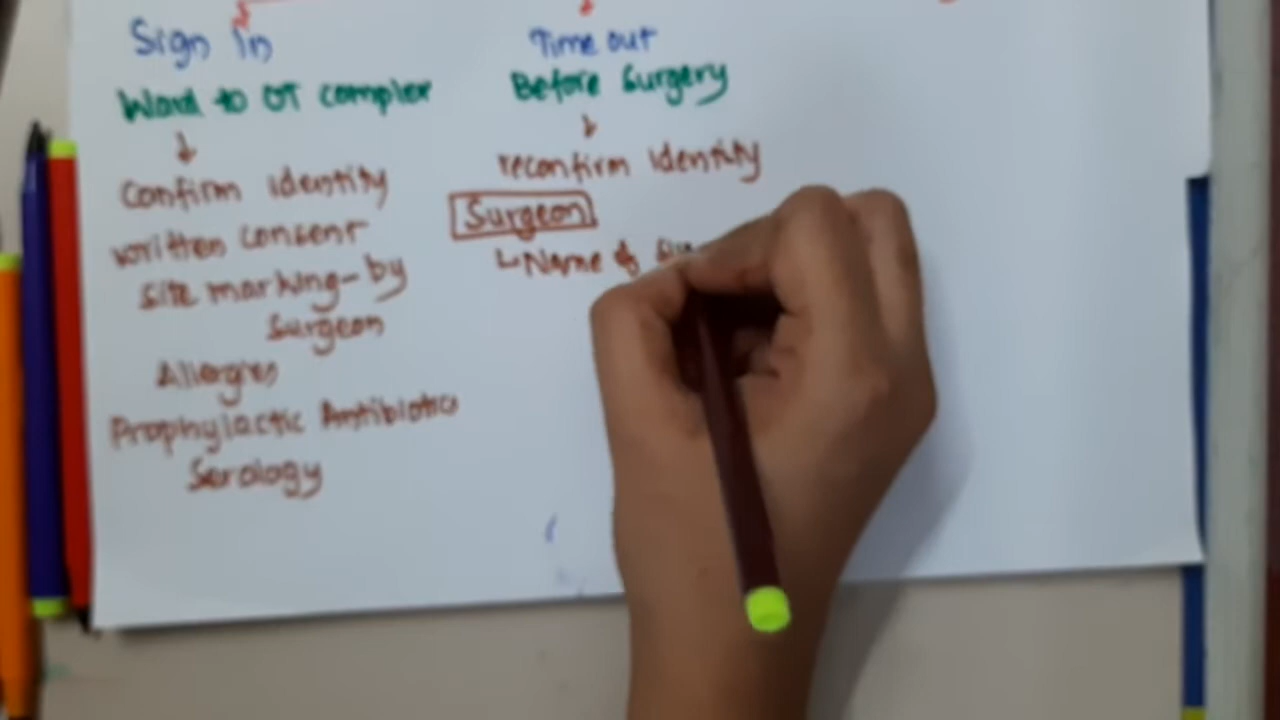 Sign In
Ward to OT complex
Confirm Identity
written consent
site marking - by
Surgeon
Allergies
Prophylactic Antibiotics
Serology
Time out
Before Surgery
reconfirm Identity
Surgeon
Name of